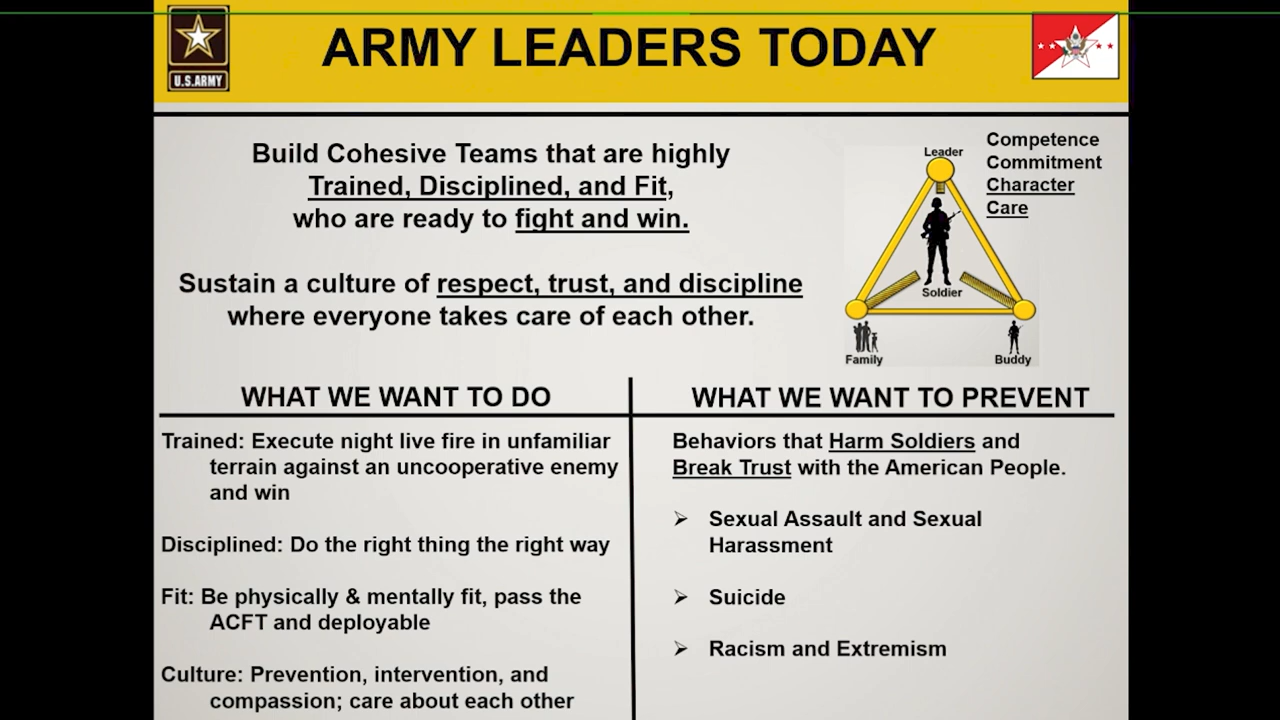 ARMY LEADERS TODAY
U.S.ARMY
Build Cohesive Teams that are highly
Trained, Disciplined, and Fit,
who are ready to fight and win.
Sustain a culture of respect, trust, and discipline
where everyone takes care of each other.
Competence
Commitment
Character
Care
Leader
Soldier
Family
Buddy
WHAT WE WANT TO DO
Trained: Execute night live fire in unfamiliar
terrain against an uncooperative enemy
and win
Disciplined: Do the right thing the right way
Fit: Be physically & mentally fit, pass the
ACFT and deployable
Culture: Prevention, intervention, and
compassion; care about each other
WHAT WE WANT TO PREVENT
Behaviors that Harm Soldiers and
Break Trust with the American People.
Sexual Assault and Sexual
Harassment
Suicide
Racism and Extremism